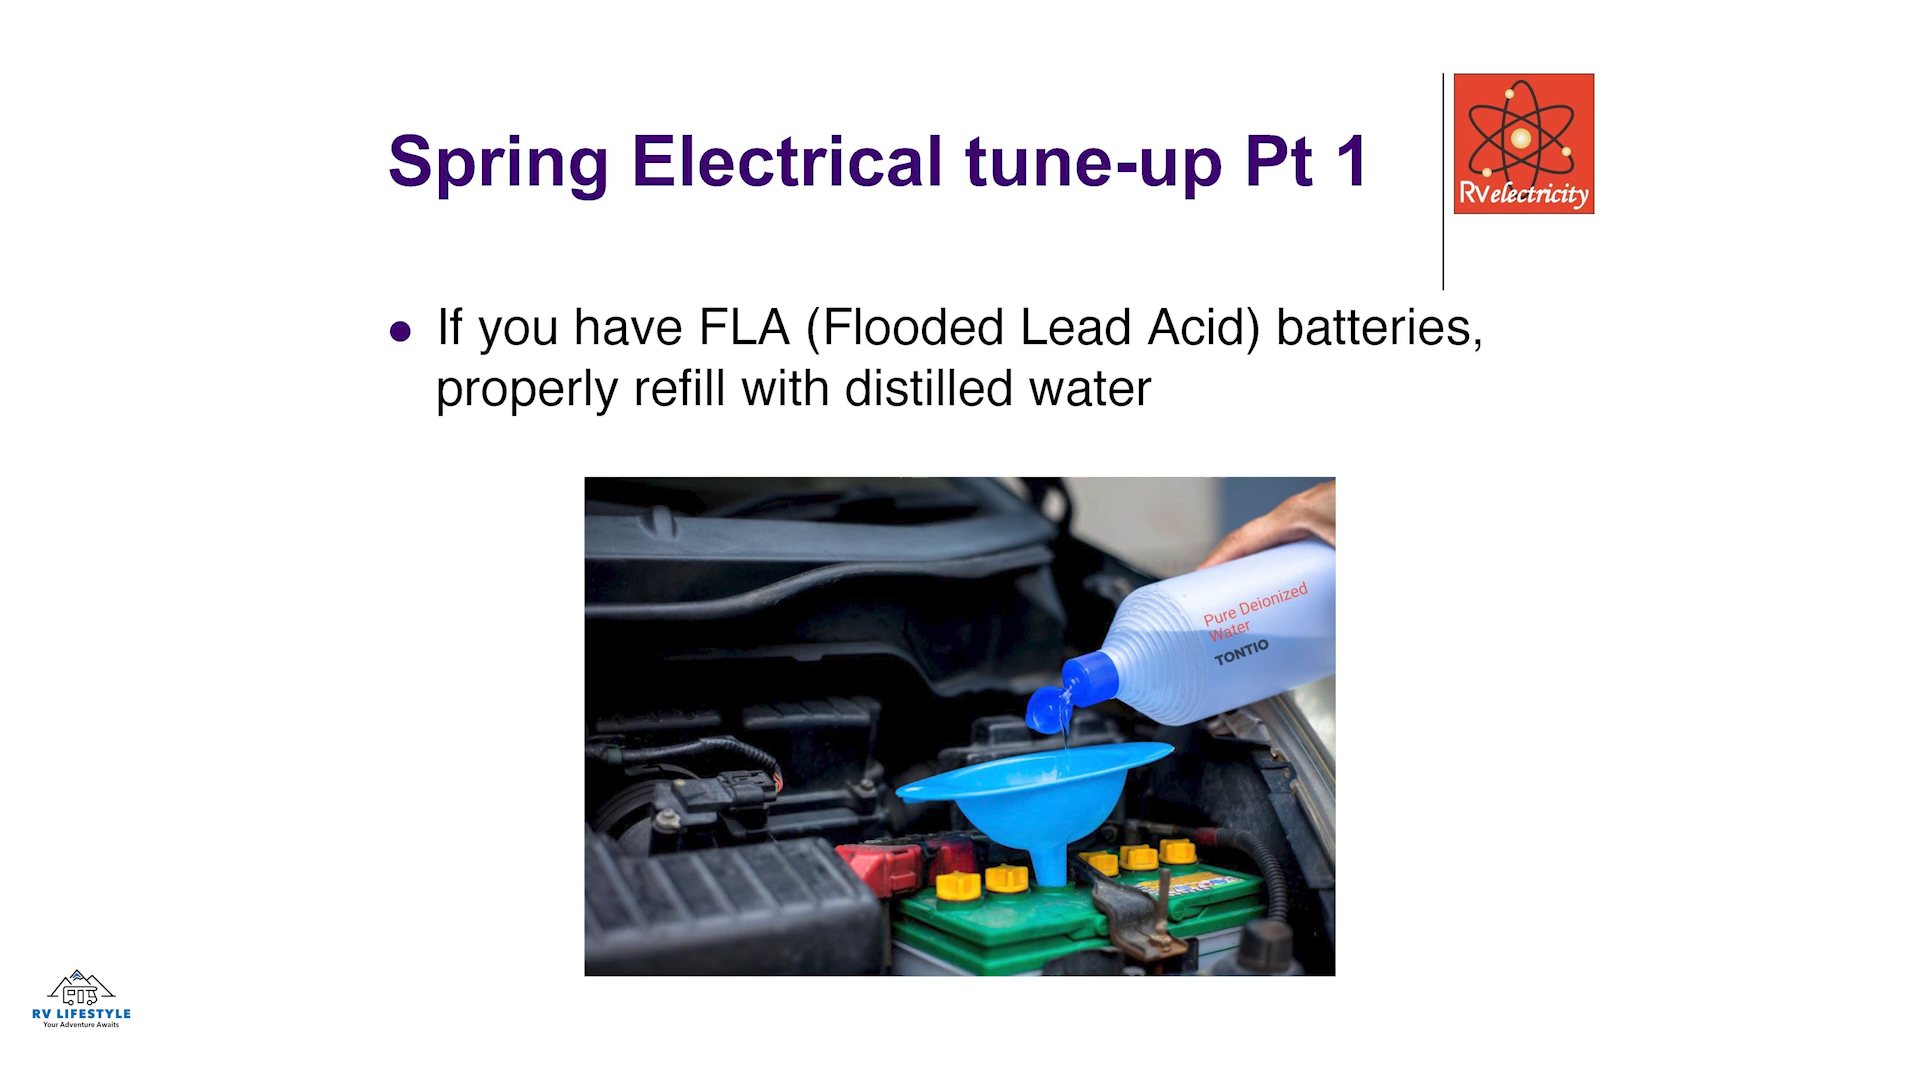 Spring Electrical tune-up Pt 1
RVelectricity
If you have FLA (Flooded Lead Acid) batteries,
properly refill with distilled water
Pure Deionized
Water
TONTIO
RV LIFESTYLE
Your Adventure Awaits